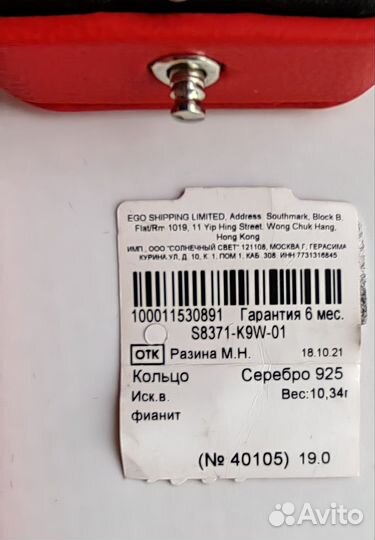 EGO SHIPPING LIMITED, Address Southmark, Block B,
Flat/Rm 1019, 11 Yip Hing Street, Wong Chuk Hang,
Hong Kong
ИМП., ООО "СОЛНЕЧНЫЙ СВЕТ" 121108, МОСКВА Г, ГЕРАСИМА
КУРИНА УЛ, Д. 10, К. 1, ПОМ 1, КАБ. 308. ИНН 7731316845
100011530891 Гарантия 6 мес.
S8371-K9W-01
ОТК Разина М.Н. 18.10.21
Кольцо Серебро 925
Иск.в. Вес:10,34г
фианит
(№ 40105) 19.0
Avito